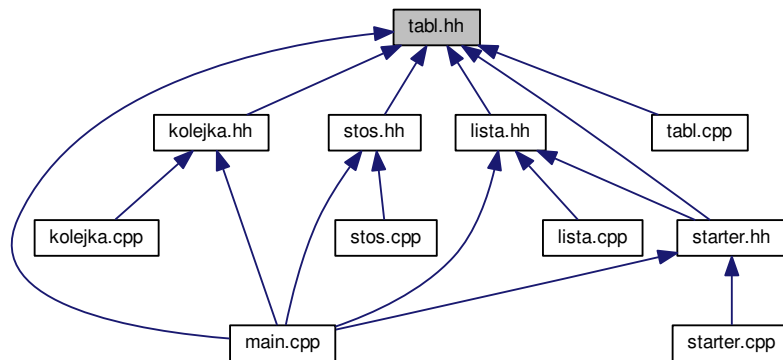 tabl.hh
kolejka.hh
stos.hh
lista.hh
tabl.cpp
kolejka.cpp
stos.cpp
lista.cpp
starter.hh
main.cpp
starter.cpp